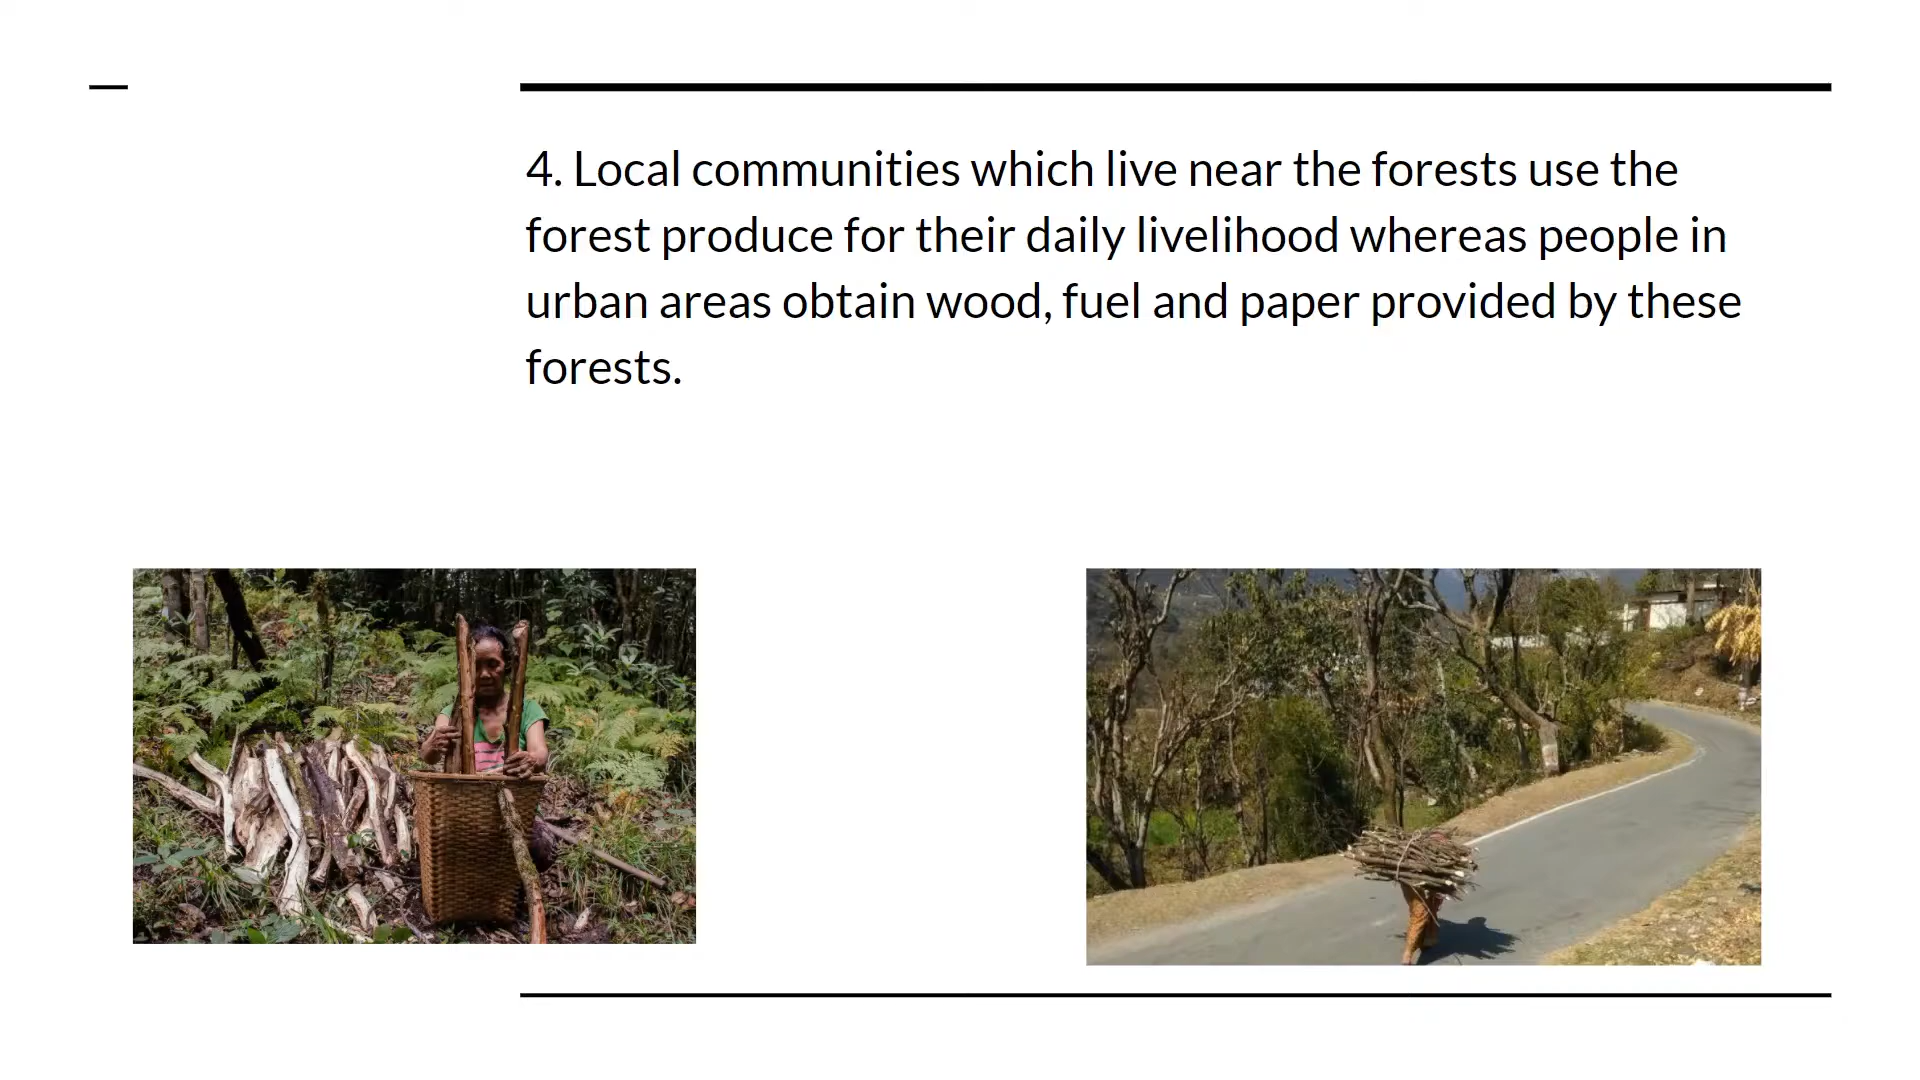 4. Local communities which live near the forests use the
forest produce for their daily livelihood whereas people in
urban areas obtain wood, fuel and paper provided by these
forests.